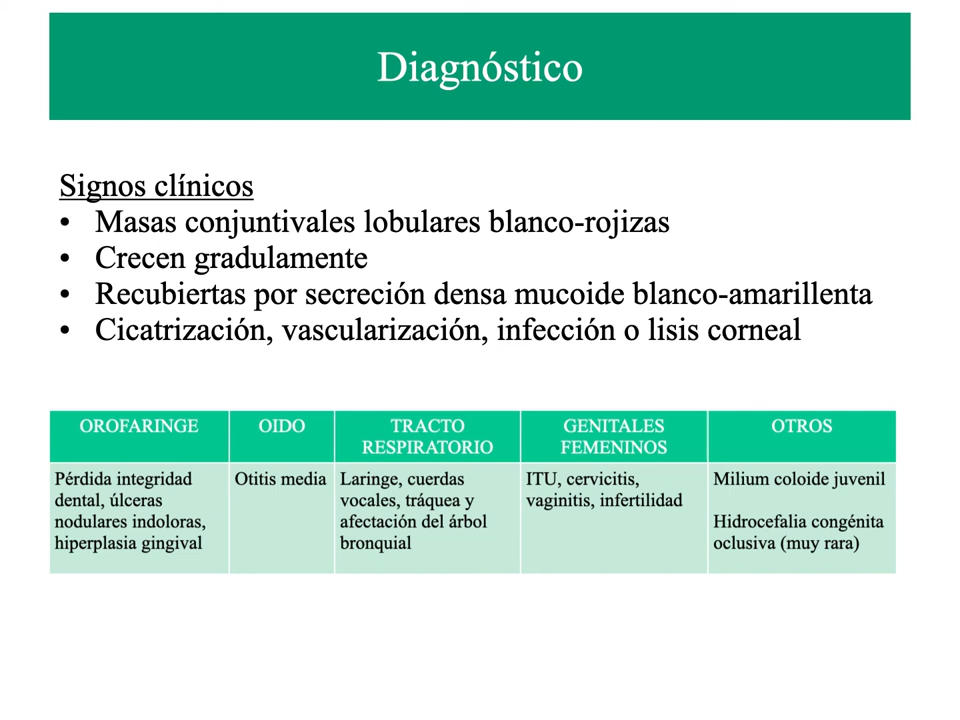 Diagnóstico
Signos clínicos
• Masas conjuntivales lobulares blanco-rojizas
• Crecen gradulamente
• Recubiertas por secreción densa mucoide blanco-amarillenta
• Cicatrización, vascularización, infección o lisis corneal
OROFARINGE
OIDO
TRACTO
RESPIRATORIO
GENITALES
FEMENINOS
OTROS
Pérdida integridad
dental, úlceras
nodulares indoloras,
hiperplasia gingival
Otitis media
Laringe, cuerdas
vocales, tráquea y
afectación del árbol
bronquial
ITU, cervicitis,
vaginitis, infertilidad
Milium coloide juvenil
Hidrocefalia congénita
oclusiva (muy rara)